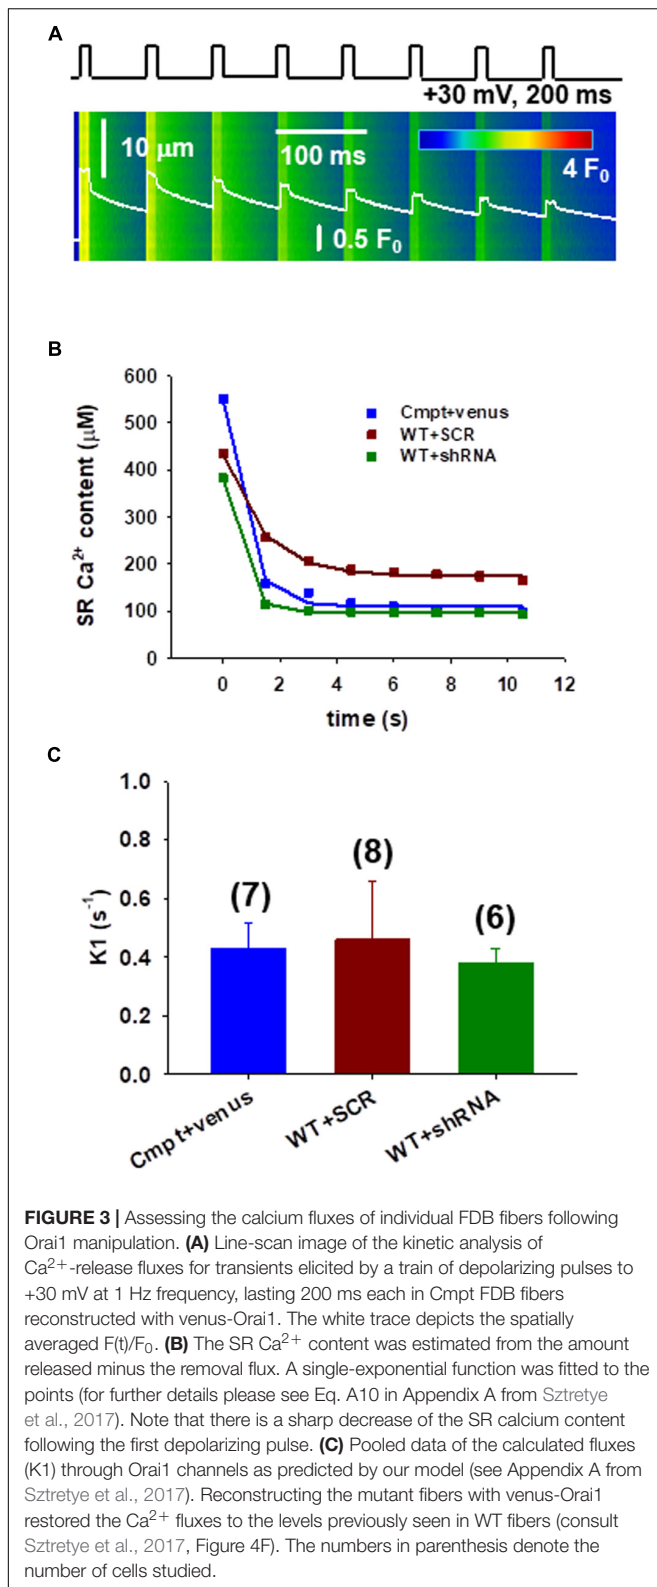 A
+30 mV, 200 ms
10 μm
100 ms
4 F₀
0.5 F₀
B
600
500
400
300
200
100
0
SR Ca²⁺ content (μM)
Cmpt+venus
WT+SCR
WT+shRNA
0 2 4 6 8 10 12
time (s)
C
1.0
0.8
0.6
0.4
0.2
0.0
K1 (s⁻¹)
(7)
(8)
(6)
Cmpt+venus
WT+SCR
WT+shRNA
FIGURE 3 | Assessing the calcium fluxes of individual FDB fibers following
Orai1 manipulation. (A) Line-scan image of the kinetic analysis of
Ca²⁺-release fluxes for transients elicited by a train of depolarizing pulses to
+30 mV at 1 Hz frequency, lasting 200 ms each in Cmpt FDB fibers
reconstructed with venus-Orai1. The white trace depicts the spatially
averaged F(t)/F₀. (B) The SR Ca²⁺ content was estimated from the amount
released minus the removal flux. A single-exponential function was fitted to the
points (for further details please see Eq. A10 in Appendix A from Sztretye
et al., 2017). Note that there is a sharp decrease of the SR calcium content
following the first depolarizing pulse. (C) Pooled data of the calculated fluxes
(K1) through Orai1 channels as predicted by our model (see Appendix A from
Sztretye et al., 2017). Reconstructing the mutant fibers with venus-Orai1
restored the Ca²⁺ fluxes to the levels previously seen in WT fibers (consult
Sztretye et al., 2017, Figure 4F). The numbers in parenthesis denote the
number of cells studied.